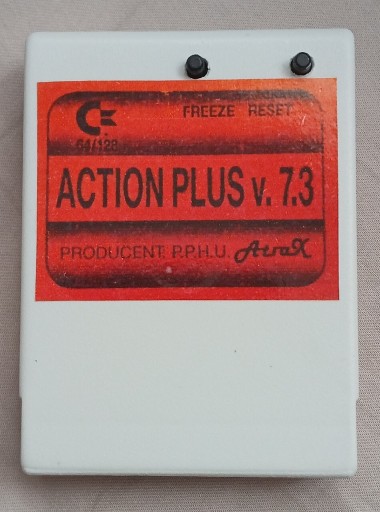 FREEZE RESET
64/128
ACTION PLUS v. 7.3
PRODUCENT P.P.H.U. AtraX